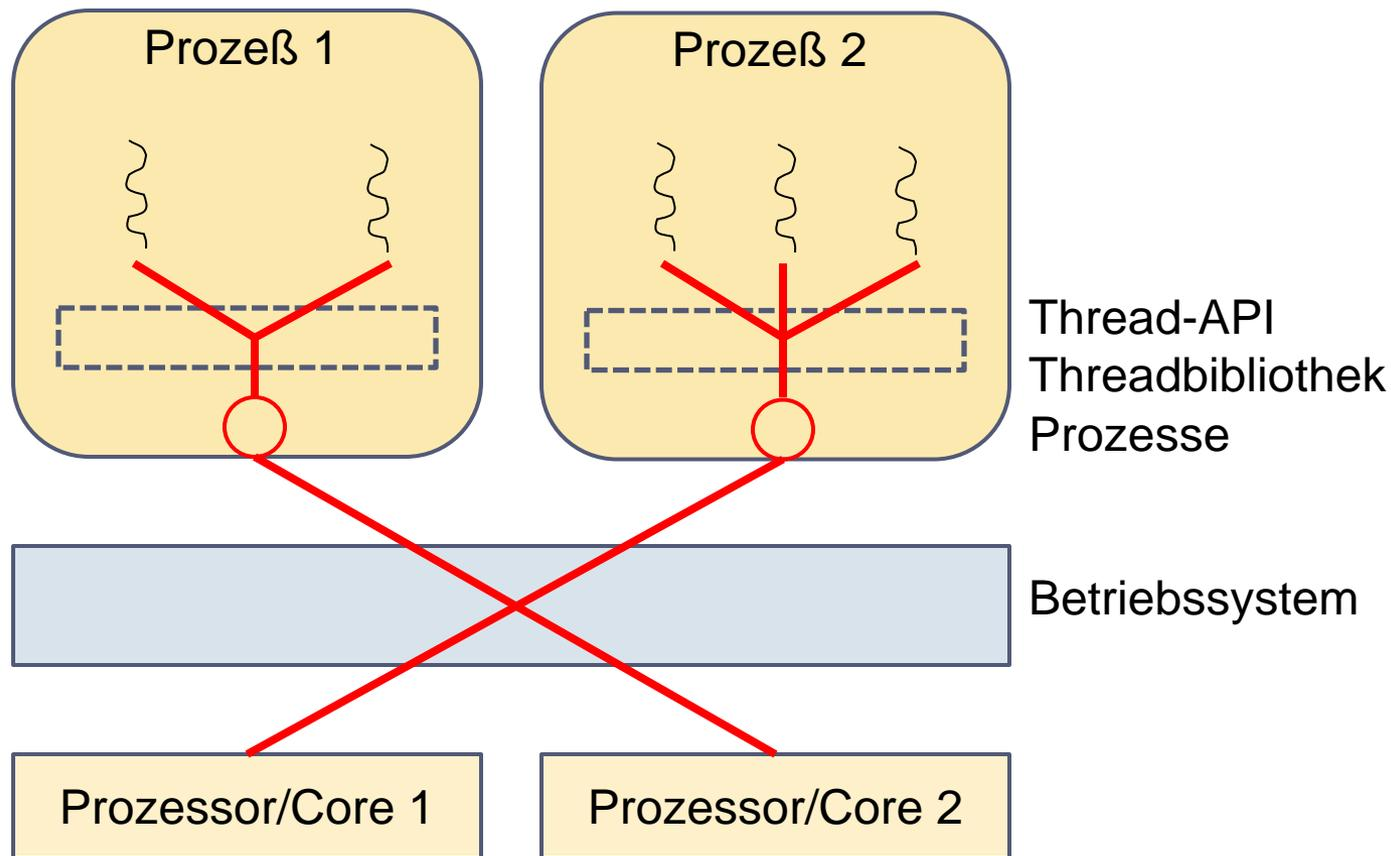 Prozeß 1
Prozeß 2
Thread-API
Threadbibliothek
Prozesse
Betriebssystem
Prozessor/Core 1
Prozessor/Core 2